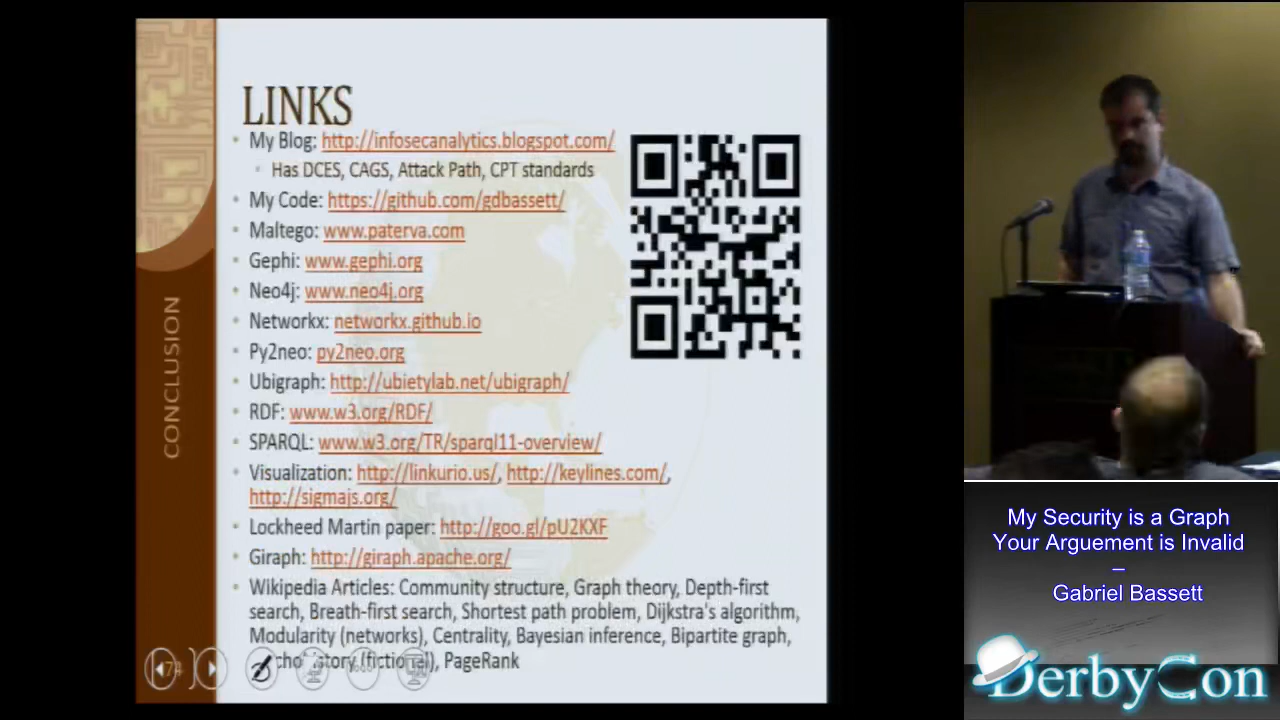 LINKS
My Blog: http://infosecanalytics.blogspot.com/
Has DCES, CAGS, Attack Path, CPT standards
My Code: https://github.com/gdbassett/
Maltego: www.paterva.com
Gephi: www.gephi.org
Neo4j: www.neo4j.org
Networkx: networkx.github.io
Py2neo: py2neo.org
Ubigraph: http://ubietylab.net/ubigraph/
RDF: www.w3.org/RDF/
SPARQL: www.w3.org/TR/sparql11-overview/
Visualization: http://linkurio.us/, http://keylines.com/,
http://sigmajs.org/
Lockheed Martin paper: http://goo.gl/pU2KXF
Giraph: http://giraph.apache.org/
Wikipedia Articles: Community structure, Graph theory, Depth-first
search, Breath-first search, Shortest path problem, Dijkstra's algorithm,
Modularity (networks), Centrality, Bayesian inference, Bipartite graph,
(fictional), PageRank
CONCLUSION
74
My Security is a Graph
Your Arguement is Invalid
–
Gabriel Bassett
DerbyCon